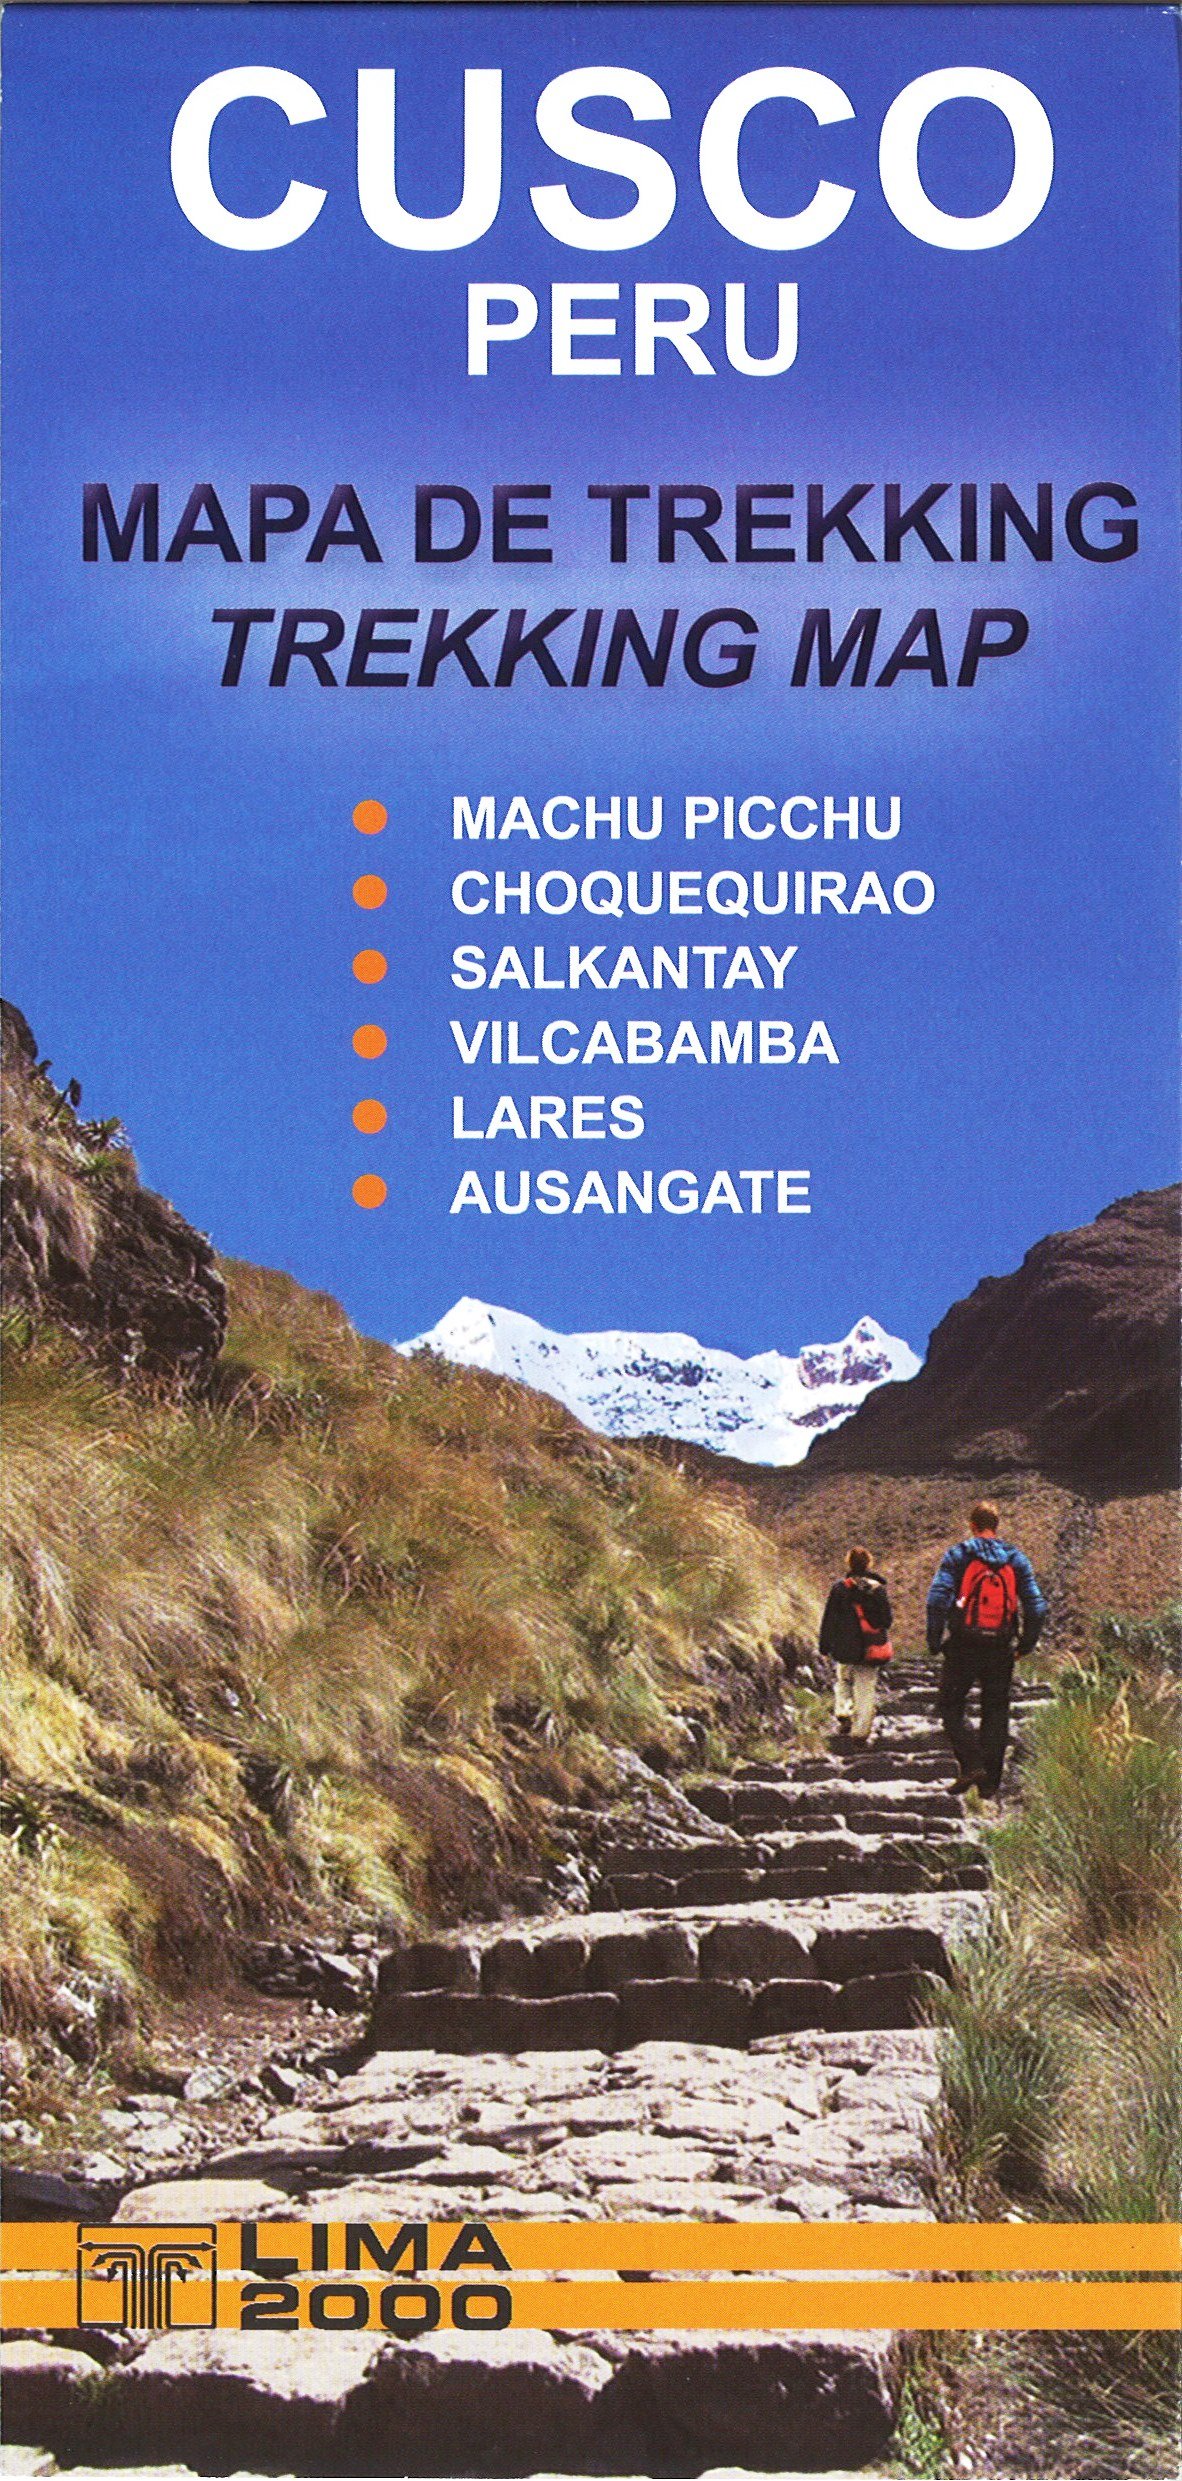 CUSCO
PERU
MAPA DE TREKKING
TREKKING MAP
MACHU PICCHU
CHOQUEQUIRAO
SALKANTAY
VILCABAMBA
LARES
AUSANGATE
LIMA
2000